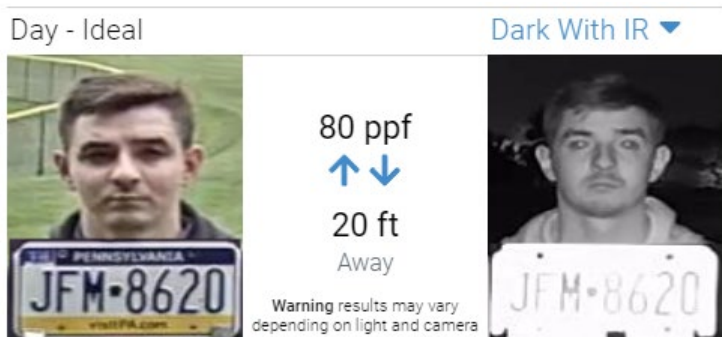 Day - Ideal
Dark With IR
80 ppf
20 ft
Away
Warning results may vary
depending on light and camera
PENNSYLVANIA
JFM•8620
visitPA.com
JFM•8620